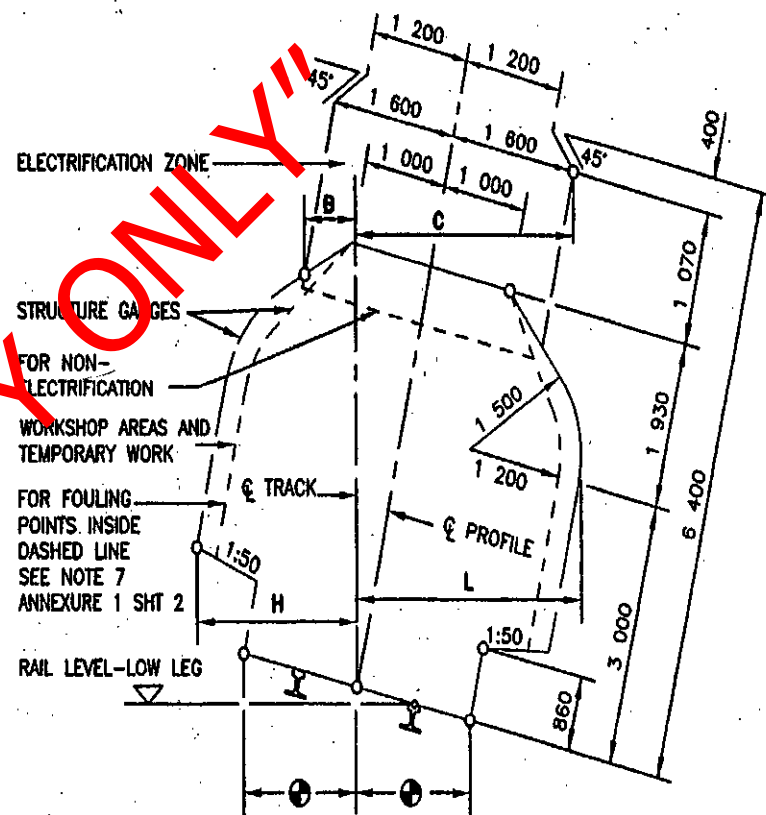 1 200
1 200
45°
1 600
1 600
45°
400
ELECTRIFICATION ZONE
1 000
1 000
B
C
1 070
Y ONLY"
STRUCTURE GAUGES
FOR NON-
ELECTRIFICATION
1 500
1 930
WORKSHOP AREAS AND
TEMPORARY WORK
1 200
6 400
℄ TRACK
FOR FOULING
POINTS INSIDE
DASHED LINE
SEE NOTE 7
ANNEXURE 1 SHT 2
℄ PROFILE
1:50
H
L
1:50
3 000
RAIL LEVEL-LOW LEG
860